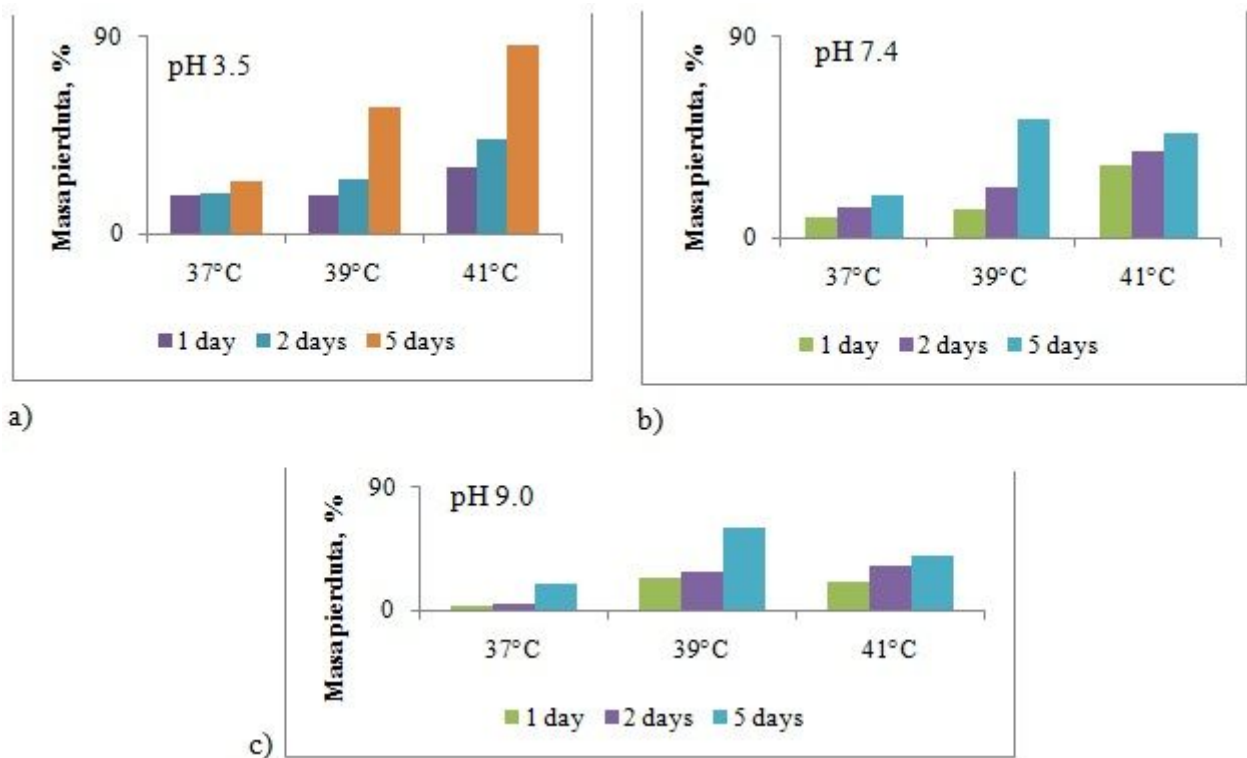 90
pH 3.5
Masapierduta, %
0
37°C 39°C 41°C
1 day 2 days 5 days
a)
90
pH 7.4
Masapierduta, %
0
37°C 39°C 41°C
1 day 2 days 5 days
b)
90
pH 9.0
Masapierduta, %
0
37°C 39°C 41°C
1 day 2 days 5 days
c)